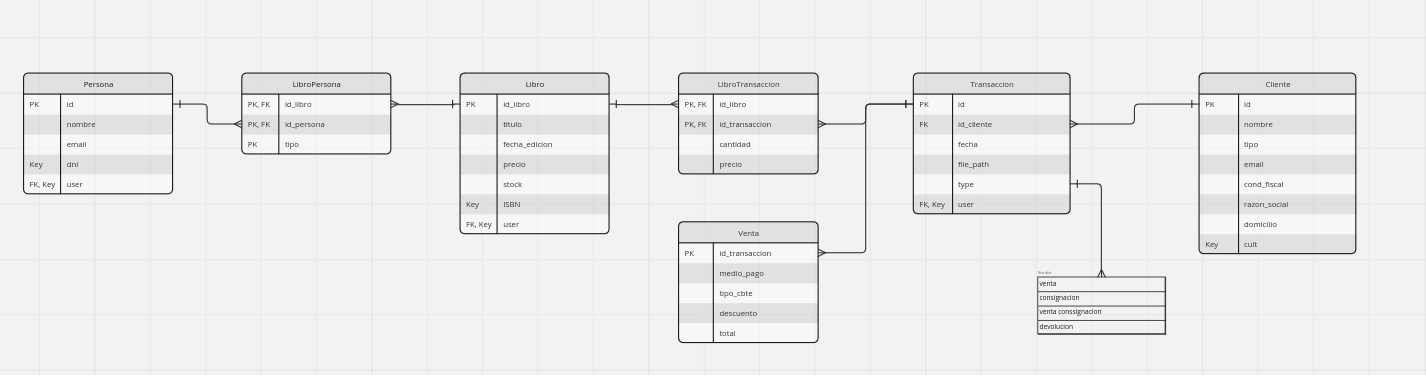 Persona
PK id
nombre
email
Key dni
FK, Key user
LibroPersona
PK, FK id_libro
PK, FK id_persona
PK tipo
Libro
PK id_libro
titulo
fecha_edicion
precio
stock
Key ISBN
FK, Key user
LibroTransaccion
PK, FK id_libro
PK, FK id_transaccion
cantidad
precio
Venta
PK id_transaccion
medio_pago
tipo_cbte
descuento
total
Transaccion
PK id
FK id_cliente
fecha
file_path
type
FK, Key user
venta
consignacion
venta conssignacion
devolucion
Cliente
PK id
nombre
tipo
email
cond_fiscal
razon_social
domicilio
Key cuit